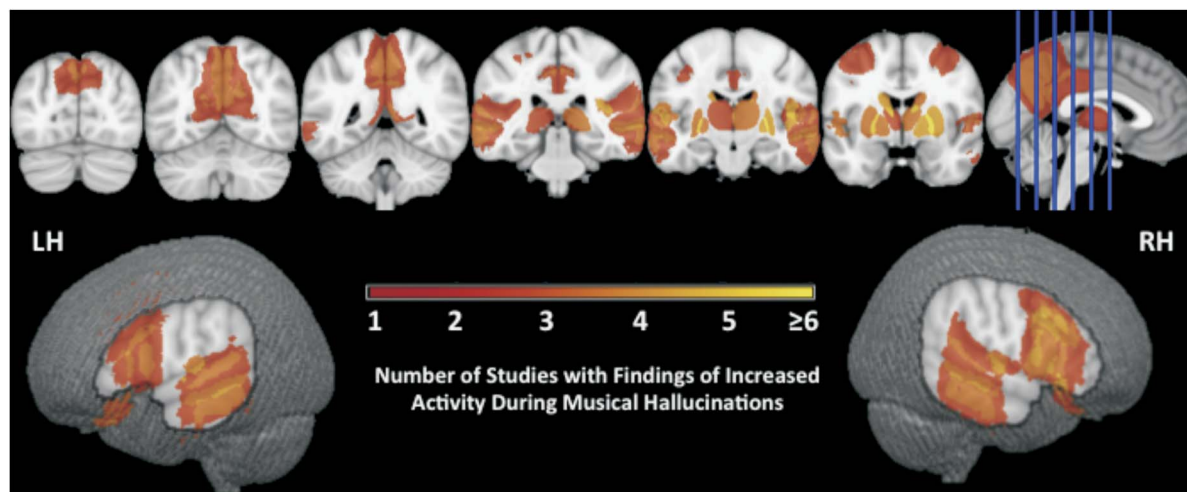 LH
RH
1 2 3 4 5 ≥6
Number of Studies with Findings of Increased
Activity During Musical Hallucinations